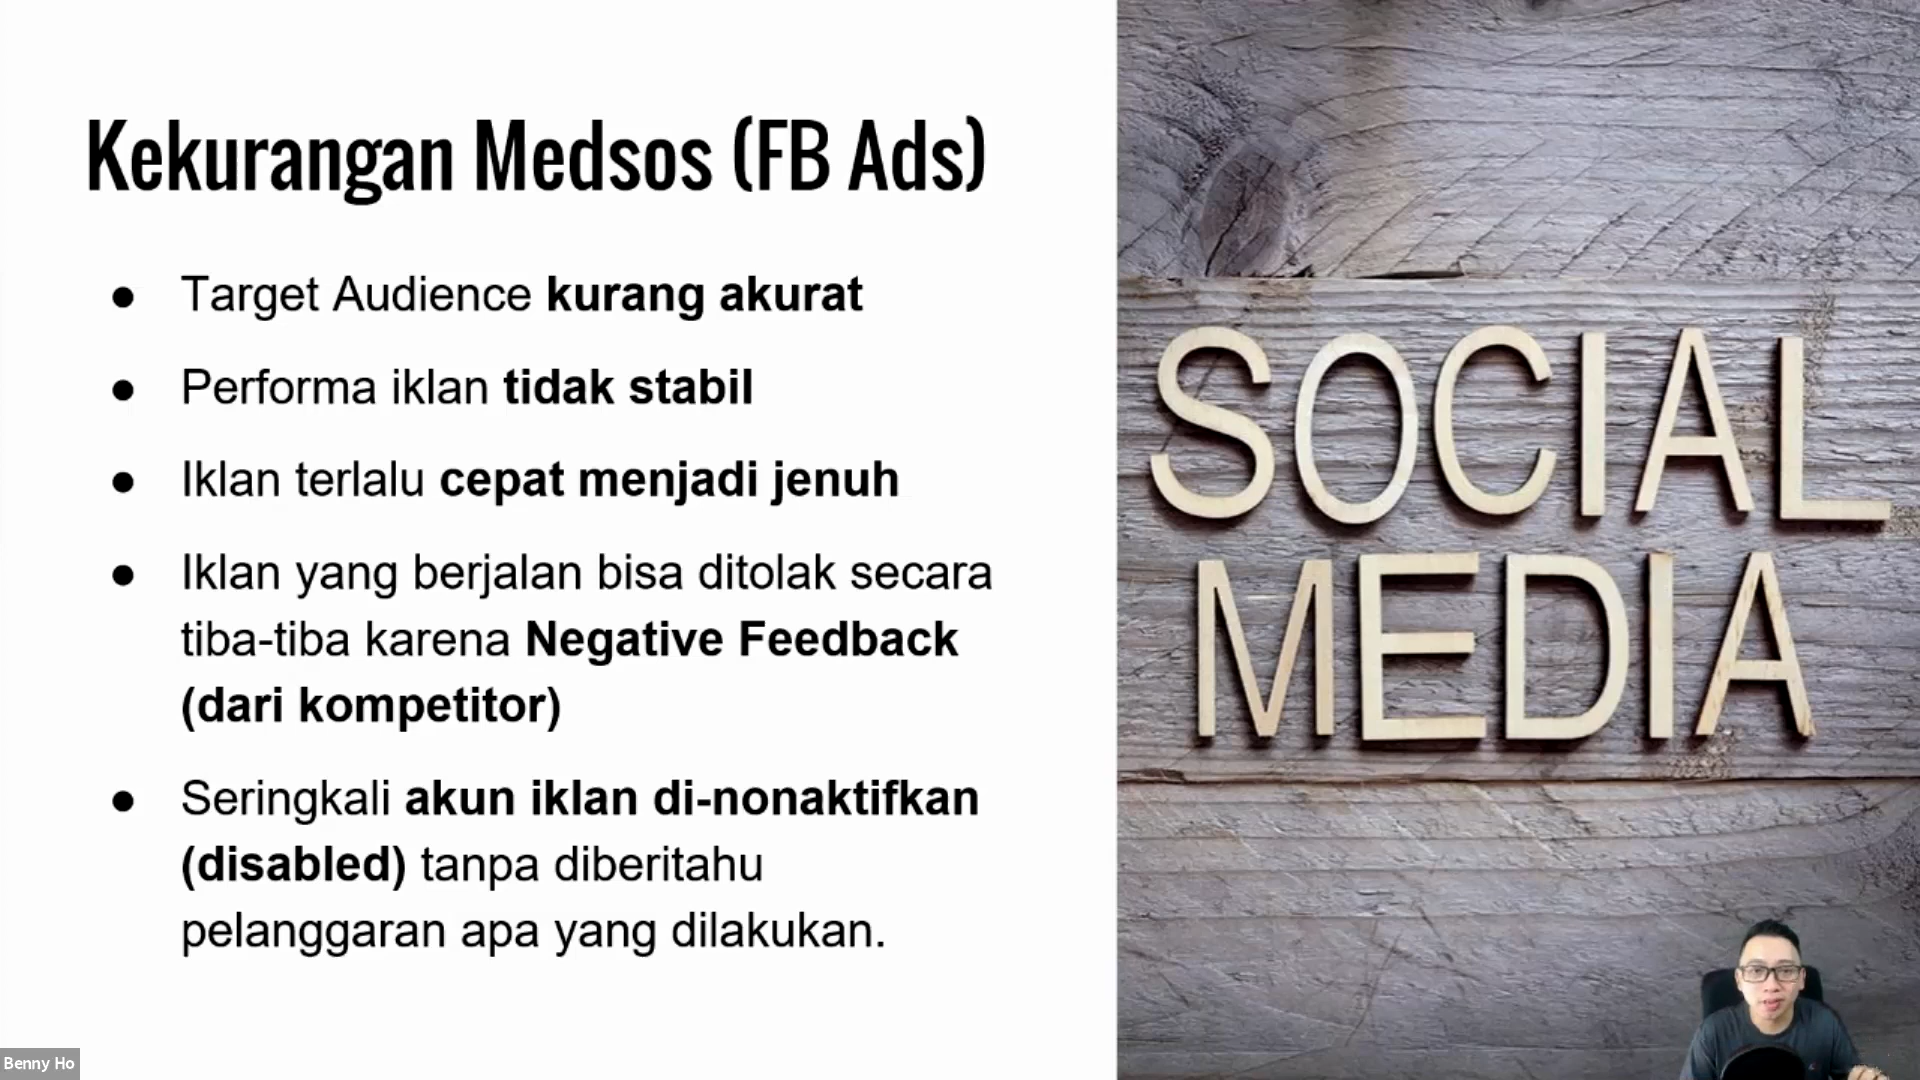 Kekurangan Medsos (FB Ads)
● Target Audience kurang akurat
● Performa iklan tidak stabil
● Iklan terlalu cepat menjadi jenuh
● Iklan yang berjalan bisa ditolak secara
tiba-tiba karena Negative Feedback
(dari kompetitor)
● Seringkali akun iklan di-nonaktifkan
(disabled) tanpa diberitahu
pelanggaran apa yang dilakukan.
SOCIAL
MEDIA
Benny Ho